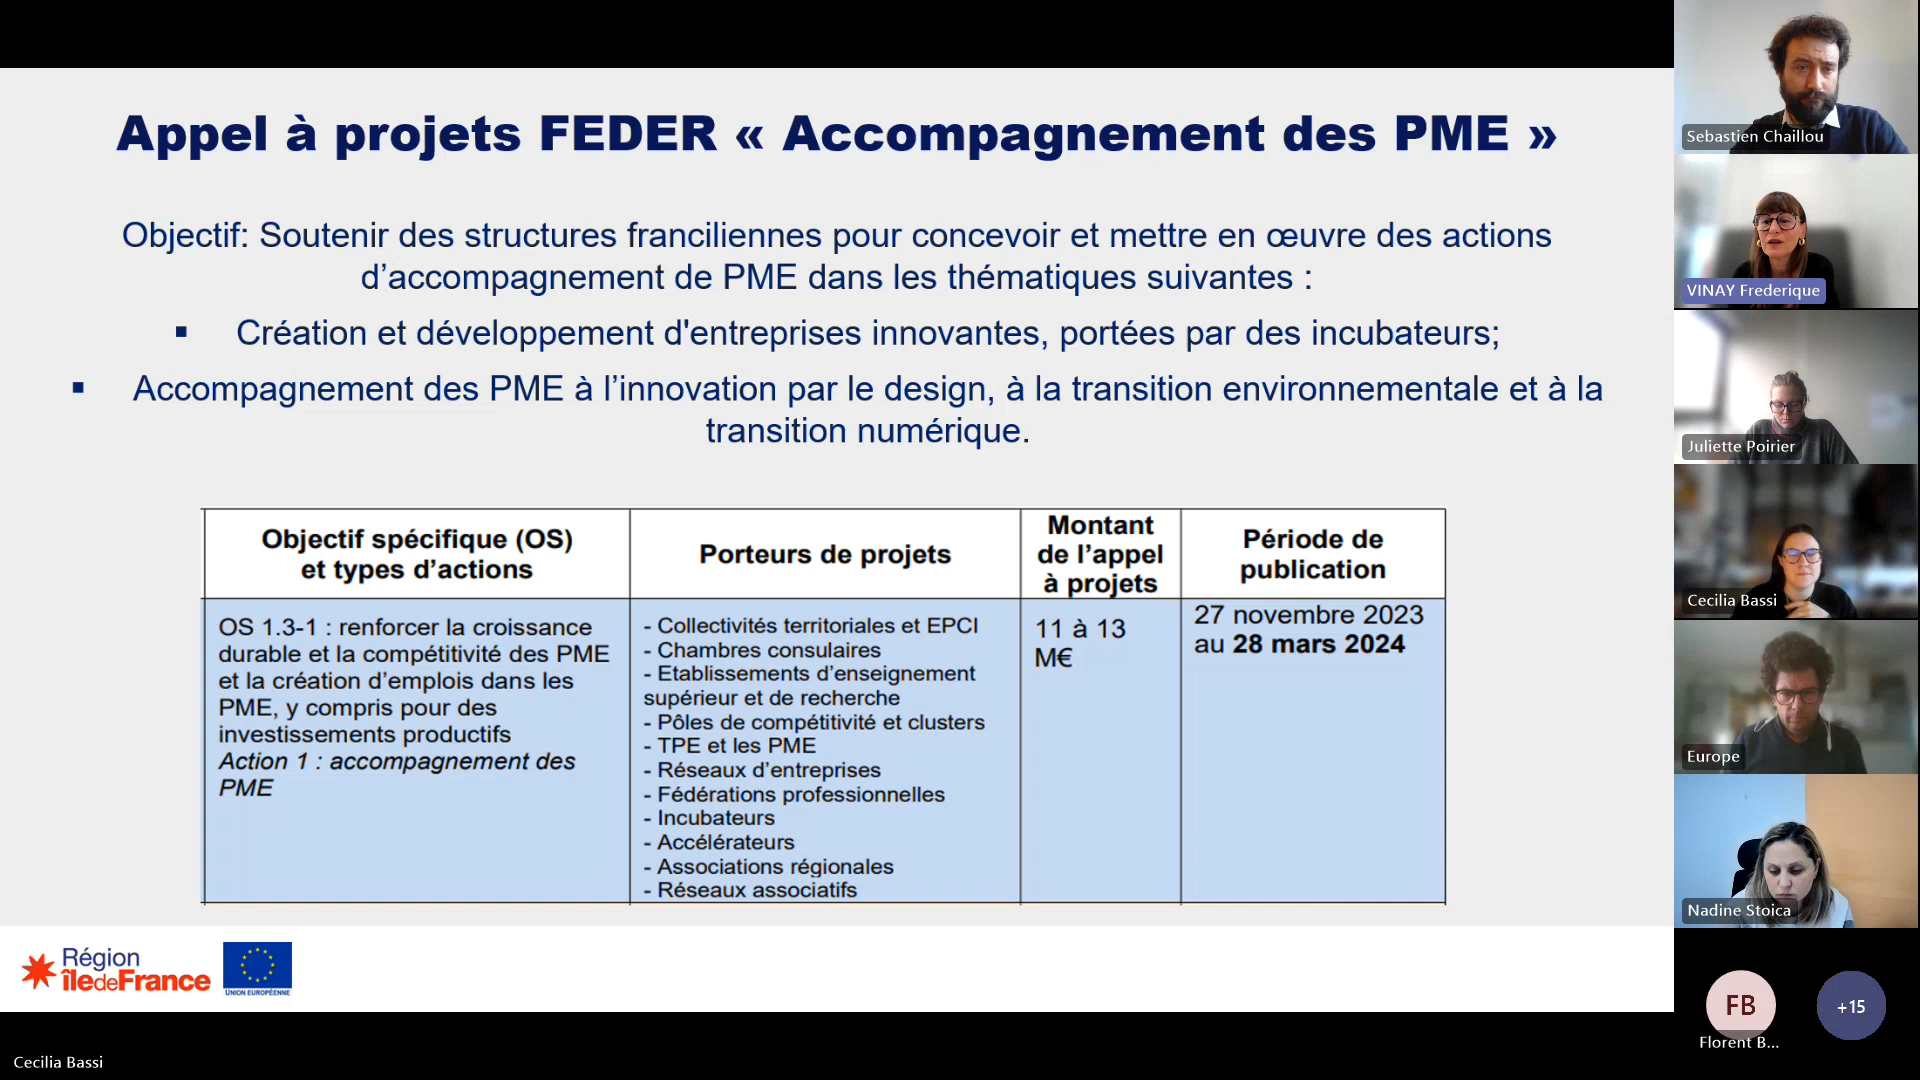 Appel à projets FEDER « Accompagnement des PME »
Objectif: Soutenir des structures franciliennes pour concevoir et mettre en œuvre des actions
d’accompagnement de PME dans les thématiques suivantes :
▪ Création et développement d'entreprises innovantes, portées par des incubateurs;
▪ Accompagnement des PME à l’innovation par le design, à la transition environnementale et à la
transition numérique.
Objectif spécifique (OS)
et types d’actions
Porteurs de projets
Montant
de l’appel
à projets
Période de
publication
OS 1.3-1 : renforcer la croissance
durable et la compétitivité des PME
et la création d’emplois dans les
PME, y compris pour des
investissements productifs
Action 1 : accompagnement des
PME
- Collectivités territoriales et EPCI
- Chambres consulaires
- Etablissements d’enseignement
supérieur et de recherche
- Pôles de compétitivité et clusters
- TPE et les PME
- Réseaux d’entreprises
- Fédérations professionnelles
- Incubateurs
- Accélérateurs
- Associations régionales
- Réseaux associatifs
11 à 13
M€
27 novembre 2023
au 28 mars 2024
Région
îledeFrance
UNION EUROPÉENNE
Cecilia Bassi
Sebastien Chaillou
VINAY Frederique
Juliette Poirier
Cecilia Bassi
Europe
Nadine Stoica
FB
+15
Florent B...